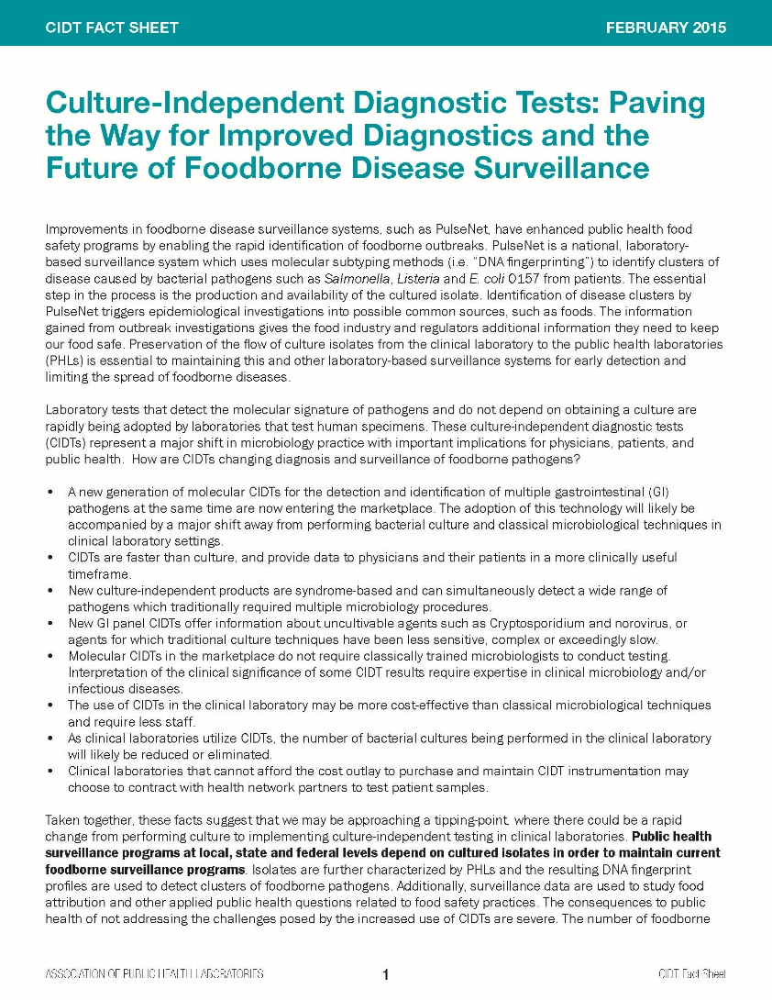 CIDT FACT SHEET
FEBRUARY 2015
Culture-Independent Diagnostic Tests: Paving
the Way for Improved Diagnostics and the
Future of Foodborne Disease Surveillance
Improvements in foodborne disease surveillance systems, such as PulseNet, have enhanced public health food
safety programs by enabling the rapid identification of foodborne outbreaks. PulseNet is a national, laboratory-
based surveillance system which uses molecular subtyping methods (i.e. "DNA fingerprinting") to identify clusters of
disease caused by bacterial pathogens such as Salmonella, Listeria and E. coli O157 from patients. The essential
step in the process is the production and availability of the cultured isolate. Identification of disease clusters by
PulseNet triggers epidemiological investigations into possible common sources, such as foods. The information
gained from outbreak investigations gives the food industry and regulators additional information they need to keep
our food safe. Preservation of the flow of culture isolates from the clinical laboratory to the public health laboratories
(PHLs) is essential to maintaining this and other laboratory-based surveillance systems for early detection and
limiting the spread of foodborne diseases.
Laboratory tests that detect the molecular signature of pathogens and do not depend on obtaining a culture are
rapidly being adopted by laboratories that test human specimens. These culture-independent diagnostic tests
(CIDTs) represent a major shift in microbiology practice with important implications for physicians, patients, and
public health. How are CIDTs changing diagnosis and surveillance of foodborne pathogens?
• A new generation of molecular CIDTs for the detection and identification of multiple gastrointestinal (GI)
pathogens at the same time are now entering the marketplace. The adoption of this technology will likely be
accompanied by a major shift away from performing bacterial culture and classical microbiological techniques in
clinical laboratory settings.
• CIDTs are faster than culture, and provide data to physicians and their patients in a more clinically useful
timeframe.
• New culture-independent products are syndrome-based and can simultaneously detect a wide range of
pathogens which traditionally required multiple microbiology procedures.
• New GI panel CIDTs offer information about uncultivable agents such as Cryptosporidium and norovirus, or
agents for which traditional culture techniques have been less sensitive, complex or exceedingly slow.
• Molecular CIDTs in the marketplace do not require classically trained microbiologists to conduct testing.
Interpretation of the clinical significance of some CIDT results require expertise in clinical microbiology and/or
infectious diseases.
• The use of CIDTs in the clinical laboratory may be more cost-effective than classical microbiological techniques
and require less staff.
• As clinical laboratories utilize CIDTs, the number of bacterial cultures being performed in the clinical laboratory
will likely be reduced or eliminated.
• Clinical laboratories that cannot afford the cost outlay to purchase and maintain CIDT instrumentation may
choose to contract with health network partners to test patient samples.
Taken together, these facts suggest that we may be approaching a tipping-point, where there could be a rapid
change from performing culture to implementing culture-independent testing in clinical laboratories. Public health
surveillance programs at local, state and federal levels depend on cultured isolates in order to maintain current
foodborne surveillance programs. Isolates are further characterized by PHLs and the resulting DNA fingerprint
profiles are used to detect clusters of foodborne pathogens. Additionally, surveillance data are used to study food
attribution and other applied public health questions related to food safety practices. The consequences to public
health of not addressing the challenges posed by the increased use of CIDTs are severe. The number of foodborne
ASSOCIATION OF PUBLIC HEALTH LABORATORIES
1
CIDT Fact Sheet